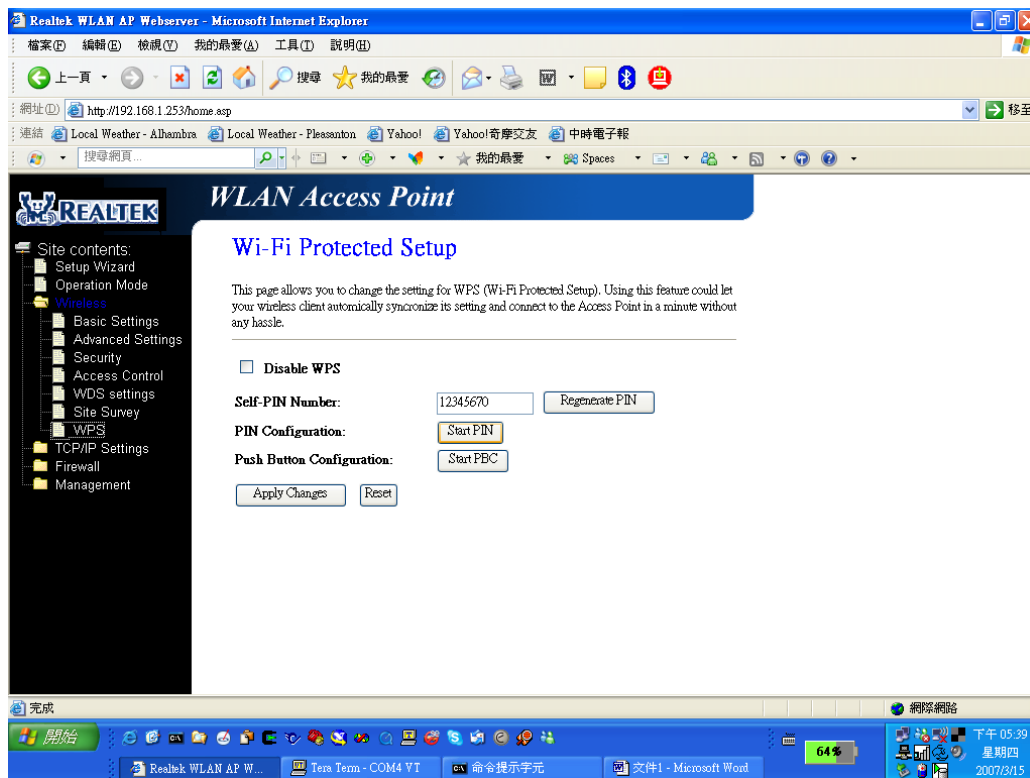 Realtek WLAN AP Webserver - Microsoft Internet Explorer
檔案(F) 編輯(E) 檢視(V) 我的最愛(A) 工具(T) 說明(H)
上一頁 搜尋 我的最愛
網址(D) http://192.168.1.253/home.asp 移至
連結 Local Weather - Alhambra Local Weather - Pleasanton Yahoo! Yahoo!奇摩交友 中時電子報
搜尋網頁... 我的最愛 Spaces
REALTEK
WLAN Access Point
Site contents:
Setup Wizard
Operation Mode
Wireless
Basic Settings
Advanced Settings
Security
Access Control
WDS settings
Site Survey
WPS
TCP/IP Settings
Firewall
Management
Wi-Fi Protected Setup
This page allows you to change the setting for WPS (Wi-Fi Protected Setup). Using this feature could let
your wireless client automically syncronize its setting and connect to the Access Point in a minute without
any hassle.
Disable WPS
Self-PIN Number: 12345670 Regenerate PIN
PIN Configuration: Start PIN
Push Button Configuration: Start PBC
Apply Changes Reset
完成 網際網路
開始 64% 下午 05:39
星期四
Realtek WLAN AP W... Tera Term - COM4 VT 命令提示字元 文件1 - Microsoft Word 2007/3/15